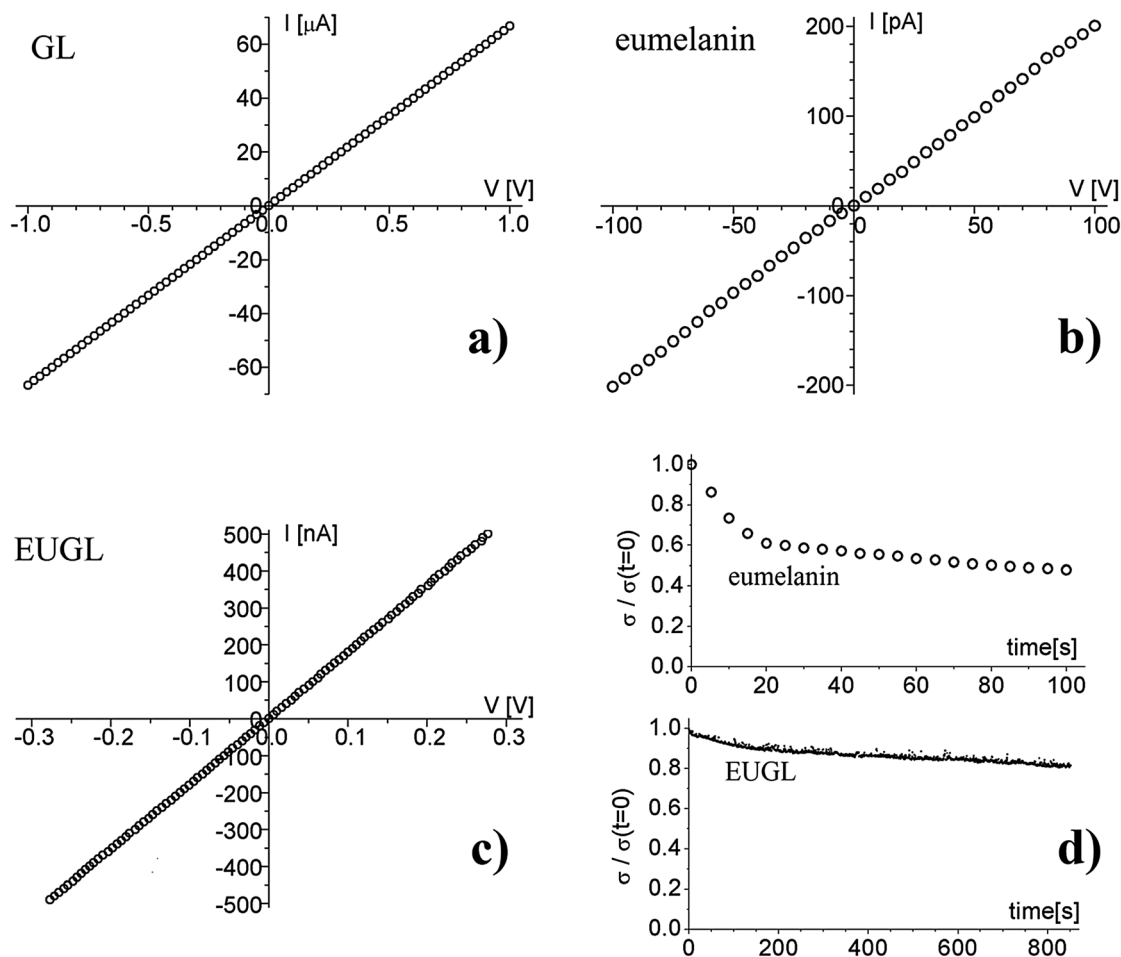 GL
I [µA]
60
40
20
0
-20
-40
-60
V [V]
-1.0 -0.5 0.0 0.5 1.0
a)
eumelanin
I [pA]
200
100
0
-100
-200
V [V]
-100 -50 0 50 100
b)
EUGL
I [nA]
500
400
300
200
100
0
-100
-200
-300
-400
-500
V [V]
-0.3 -0.2 -0.1 0.0 0.1 0.2 0.3
c)
σ / σ(t=0)
1.0
0.8
0.6
0.4
0.2
0.0
eumelanin
time[s]
0 20 40 60 80 100
σ / σ(t=0)
1.0
0.8
0.6
0.4
0.2
0.0
EUGL
d)
time[s]
0 200 400 600 800